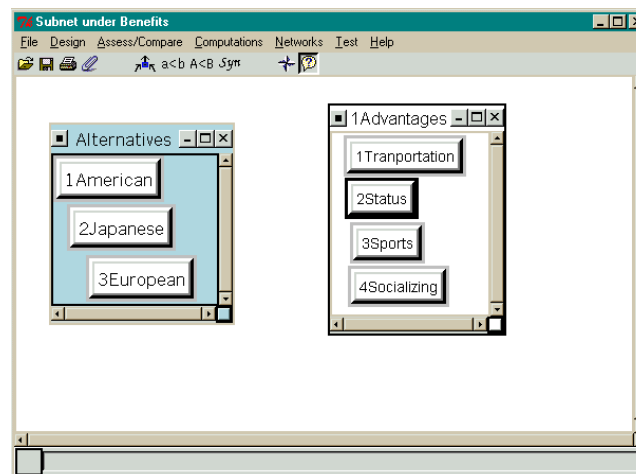 Subnet under Benefits
File Design Assess/Compare Computations Networks Test Help
a<b A<B Syn
Alternatives
1American
2Japanese
3European
1Advantages
1Tranportation
2Status
3Sports
4Socializing